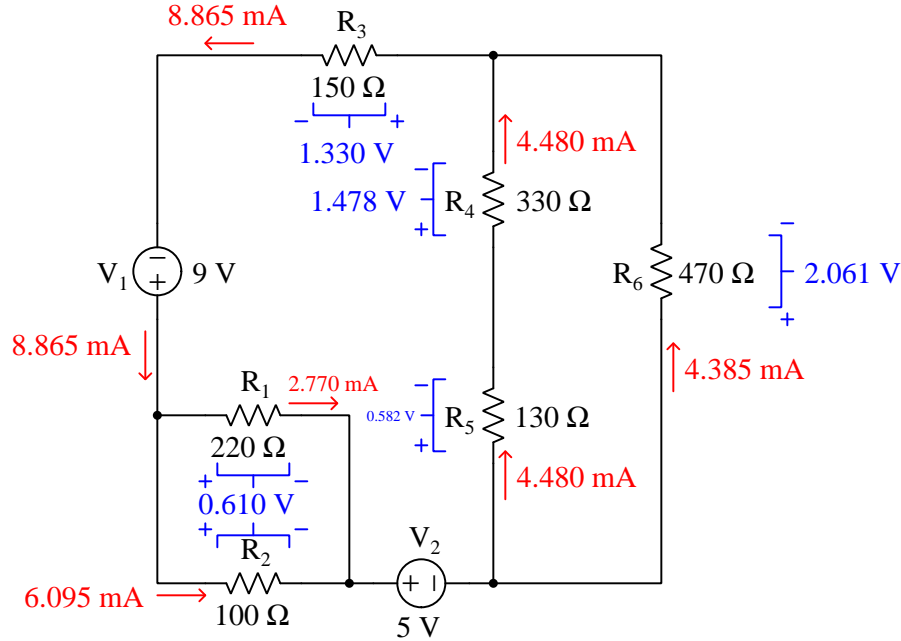 8.865 mA
R₃
150 Ω
− +
1.330 V
4.480 mA
−
1.478 V
+
R₄
330 Ω
V₁
−
+
9 V
R₆
470 Ω
−
2.061 V
+
8.865 mA
4.385 mA
R₁
2.770 mA
220 Ω
−
0.582 V
+
R₅
130 Ω
+ −
0.610 V
+ −
4.480 mA
R₂
100 Ω
6.095 mA
V₂
+ −
5 V